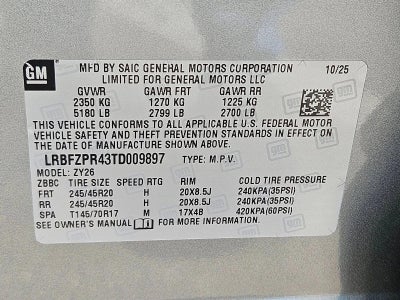 GM
MFD BY SAIC GENERAL MOTORS CORPORATION 10/25
LIMITED FOR GENERAL MOTORS LLC
GVWR GAWR FRT GAWR RR
2350 KG 1270 KG 1225 KG
5180 LB 2799 LB 2700 LB
THIS VEHICLE CONFORMS TO ALL APPLICABLE U.S. FEDERAL MOTOR
VEHICLE SAFETY AND THEFT PREVENTION STANDARDS IN EFFECT ON
THE DATE OF MANUFACTURE SHOWN ABOVE.
LRBFZPR43TD009897 TYPE: M.P.V.
ZBBC TIRE SIZE SPEED RTG RIM COLD TIRE PRESSURE
FRT 245/45R20 H 20X8.5J 240KPA(35PSI)
RR 245/45R20 H 20X8.5J 240KPA(35PSI)
SPA T145/70R17 M 17X4B 420KPA(60PSI)
SEE OWNER'S MANUAL FOR MORE INFORMATION.
ZY26